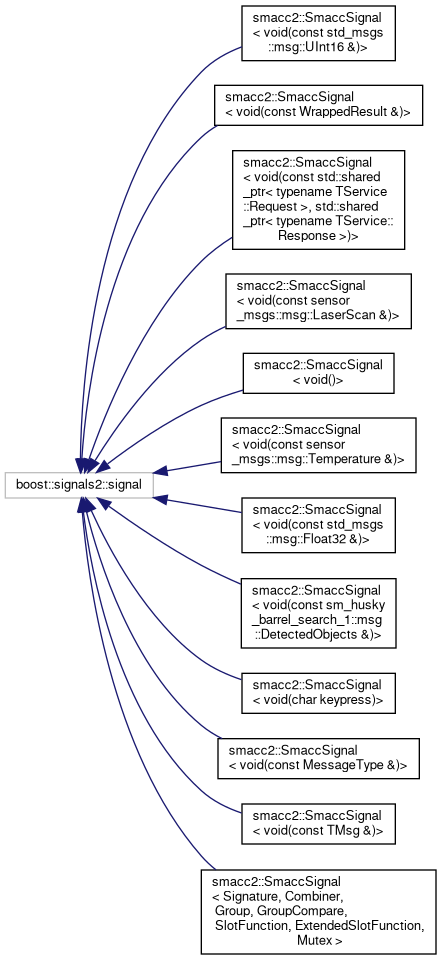 smacc2::SmaccSignal
< void(const std_msgs
::msg::UInt16 &)>
smacc2::SmaccSignal
< void(const WrappedResult &)>
smacc2::SmaccSignal
< void(const std::shared
_ptr< typename TService
::Request >, std::shared
_ptr< typename TService::
Response >)>
smacc2::SmaccSignal
< void(const sensor
_msgs::msg::LaserScan &)>
smacc2::SmaccSignal
< void()>
smacc2::SmaccSignal
< void(const sensor
_msgs::msg::Temperature &)>
boost::signals2::signal
smacc2::SmaccSignal
< void(const std_msgs
::msg::Float32 &)>
smacc2::SmaccSignal
< void(const sm_husky
_barrel_search_1::msg
::DetectedObjects &)>
smacc2::SmaccSignal
< void(char keypress)>
smacc2::SmaccSignal
< void(const MessageType &)>
smacc2::SmaccSignal
< void(const TMsg &)>
smacc2::SmaccSignal
< Signature, Combiner,
Group, GroupCompare,
SlotFunction, ExtendedSlotFunction,
Mutex >